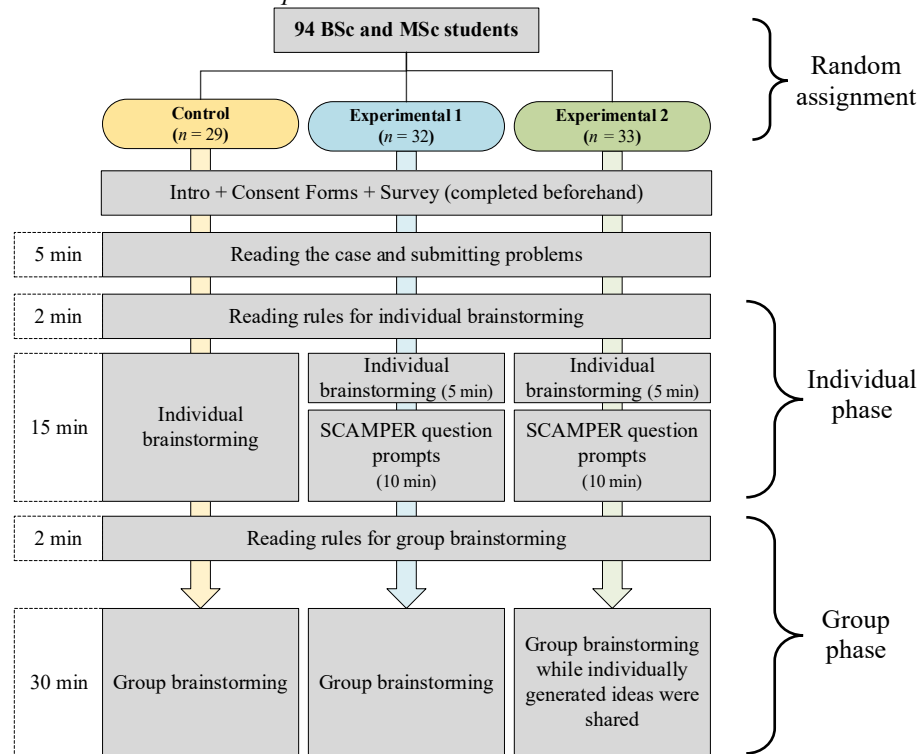 94 BSc and MSc students
Random
assignment
Control
(n = 29)
Experimental 1
(n = 32)
Experimental 2
(n = 33)
Intro + Consent Forms + Survey (completed beforehand)
5 min
Reading the case and submitting problems
2 min
Reading rules for individual brainstorming
15 min
Individual
brainstorming
Individual
brainstorming (5 min)
SCAMPER question
prompts
(10 min)
Individual
brainstorming (5 min)
SCAMPER question
prompts
(10 min)
Individual
phase
2 min
Reading rules for group brainstorming
30 min
Group brainstorming
Group brainstorming
Group brainstorming
while individually
generated ideas were
shared
Group
phase